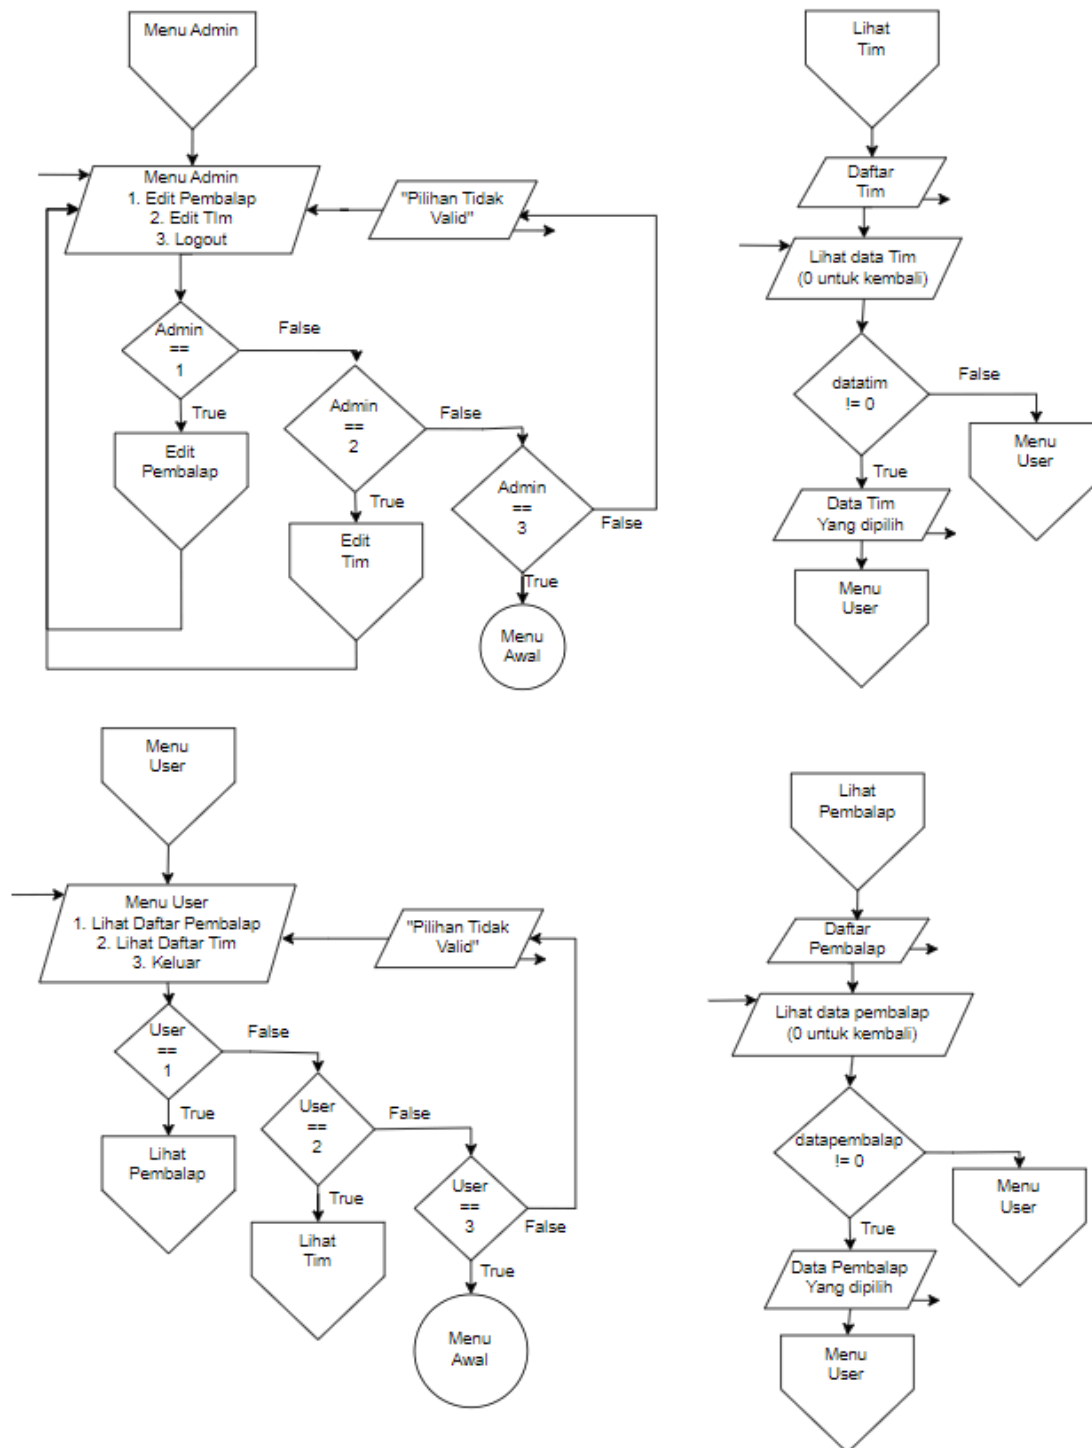 Menu Admin
Menu Admin
1. Edit Pembalap
2. Edit TIm
3. Logout
"Pilihan Tidak
Valid"
Admin
==
1
False
True
Edit
Pembalap
Admin
==
2
False
True
Edit
Tim
Admin
==
3
False
True
Menu
Awal
Lihat
Tim
Daftar
Tim
Lihat data Tim
(0 untuk kembali)
datatim
!= 0
False
Menu
User
True
Data Tim
Yang dipilih
Menu
User
Menu
User
Menu User
1. Lihat Daftar Pembalap
2. Lihat Daftar Tim
3. Keluar
"Pilihan Tidak
Valid"
User
==
1
False
True
Lihat
Pembalap
User
==
2
False
True
Lihat
Tim
User
==
3
False
True
Menu
Awal
Lihat
Pembalap
Daftar
Pembalap
Lihat data pembalap
(0 untuk kembali)
datapembalap
!= 0
Menu
User
True
Data Pembalap
Yang dipilih
Menu
User